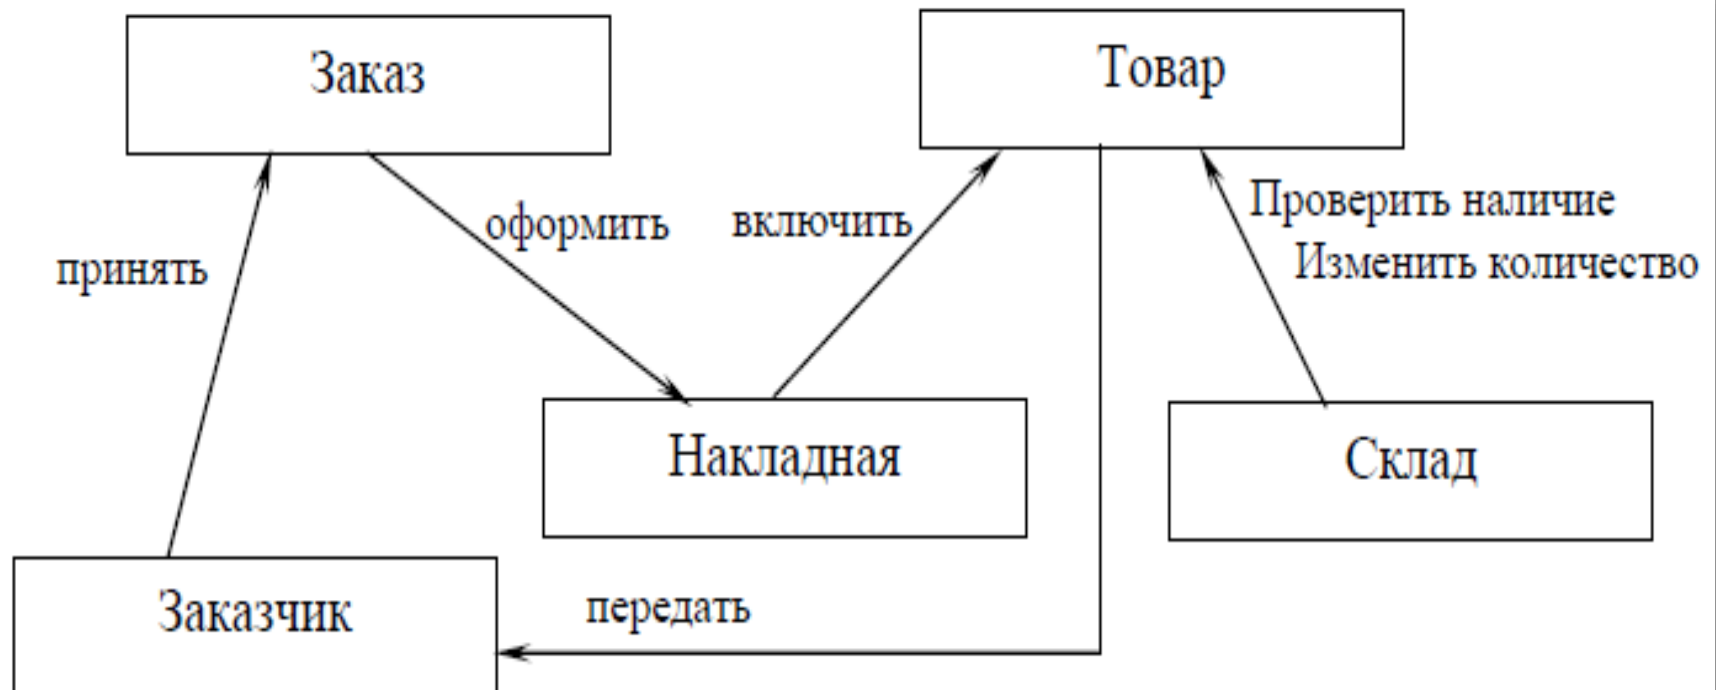 Заказ
Товар
принять
оформить
включить
Проверить наличие
Изменить количество
Накладная
Склад
Заказчик
передать